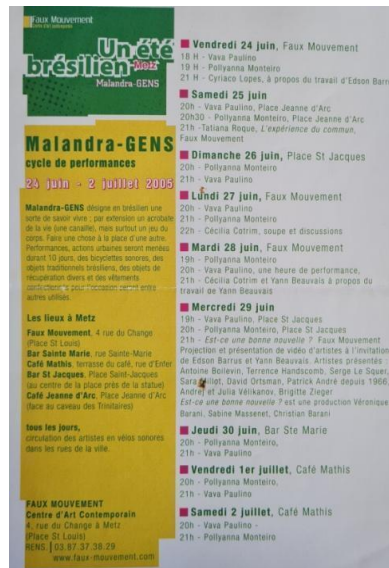 Faux Mouvement
Un été
brésilien Metz
Malandra-GENS
Malandra-GENS
cycle de performances
24 juin - 2 juillet 2005
Malandra-GENS désigne en brésilien une
sorte de savoir vivre ; par extension un acrobate
de la vie (une canaille), mais surtout un jeu du
corps. Faire une chose à la place d'une autre.
Performances, actions urbaines seront menées
durant 10 jours, des bicyclettes sonores, des
objets traditionnels brésiliens, des objets de
récupération divers et des vêtements
confectionnés pour l'occasion seront entre
autres utilisés.
Les lieux à Metz
Faux Mouvement, 4 rue du Change
(Place St Louis)
Bar Sainte Marie, rue Sainte-Marie
Café Mathis, terrasse du café, rue d'Enfer
Bar St Jacques, Place Saint-Jacques
(au centre de la place près de la statue)
Café Jeanne d'Arc, Place Jeanne d'Arc
(face au caveau des Trinitaires)
tous les jours,
circulation des artistes en vélos sonores
dans les rues de la ville.
FAUX MOUVEMENT
Centre d'Art Contemporain
4, rue du Change à Metz
(Place St Louis)
RENS. 03.87.37.38.29
www.faux-mouvement.com
Vendredi 24 juin, Faux Mouvement
18 H - Vava Paulino
19 H - Pollyanna Monteiro
21 H - Cyriaco Lopes, à propos du travail d'Edson Barr
Samedi 25 juin
20h - Vava Paulino, Place Jeanne d'Arc
20h30 - Pollyanna Monteiro, Place Jeanne d'Arc
21h -Tatiana Roque, L'expérience du commun,
Faux Mouvement
Dimanche 26 juin, Place St Jacques
20h - Pollyanna Monteiro
21h - Vava Paulino
Lundi 27 juin, Faux Mouvement
20h - Vava Paulino
21h - Pollyanna Monteiro
22h - Cécilia Cotrim, soupe et discussions
Mardi 28 juin, Faux Mouvement
19h - Pollyanna Monteiro
20h - Vava Paulino, une heure de performance,
21h - Cécilia Cotrim et Yann Beauvais à propos du
travail de Yann Beauvais
Mercredi 29 juin
19h - Vava Paulino, Place St Jacques
20h - Pollyanna Monteiro, Place St Jacques
21h - Est-ce une bonne nouvelle ? Faux Mouvement
Projection et présentation de vidéo d'artistes à l'invitation
de Edson Barrus et Yann Beauvais. Artistes présentés :
Antoine Boilevin, Terrence Handscomb, Serge Le Squer,
Sara Millot, David Ortsman, Patrick André depuis 1966,
Andrej et Julia Vélikanov, Brigitte Zieger
Est-ce une bonne nouvelle ? est une production Véronique
Barani, Sabine Massenet, Christian Barani
Jeudi 30 juin, Bar Ste Marie
20h - Pollyanna Monteiro,
21h - Vava Paulino
Vendredi 1er juillet, Café Mathis
20h - Pollyanna Monteiro,
21h - Vava Paulino
Samedi 2 juillet, Café Mathis
20h - Vava Paulino -
21h - Pollyanna Monteiro